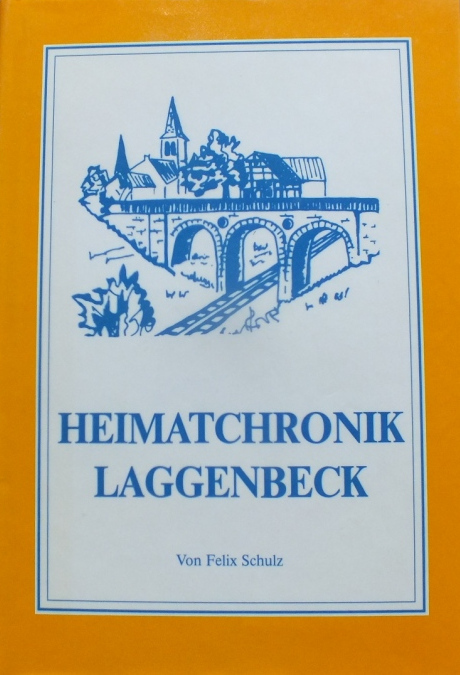 HEIMATCHRONIK
LAGGENBECK
Von Felix Schulz